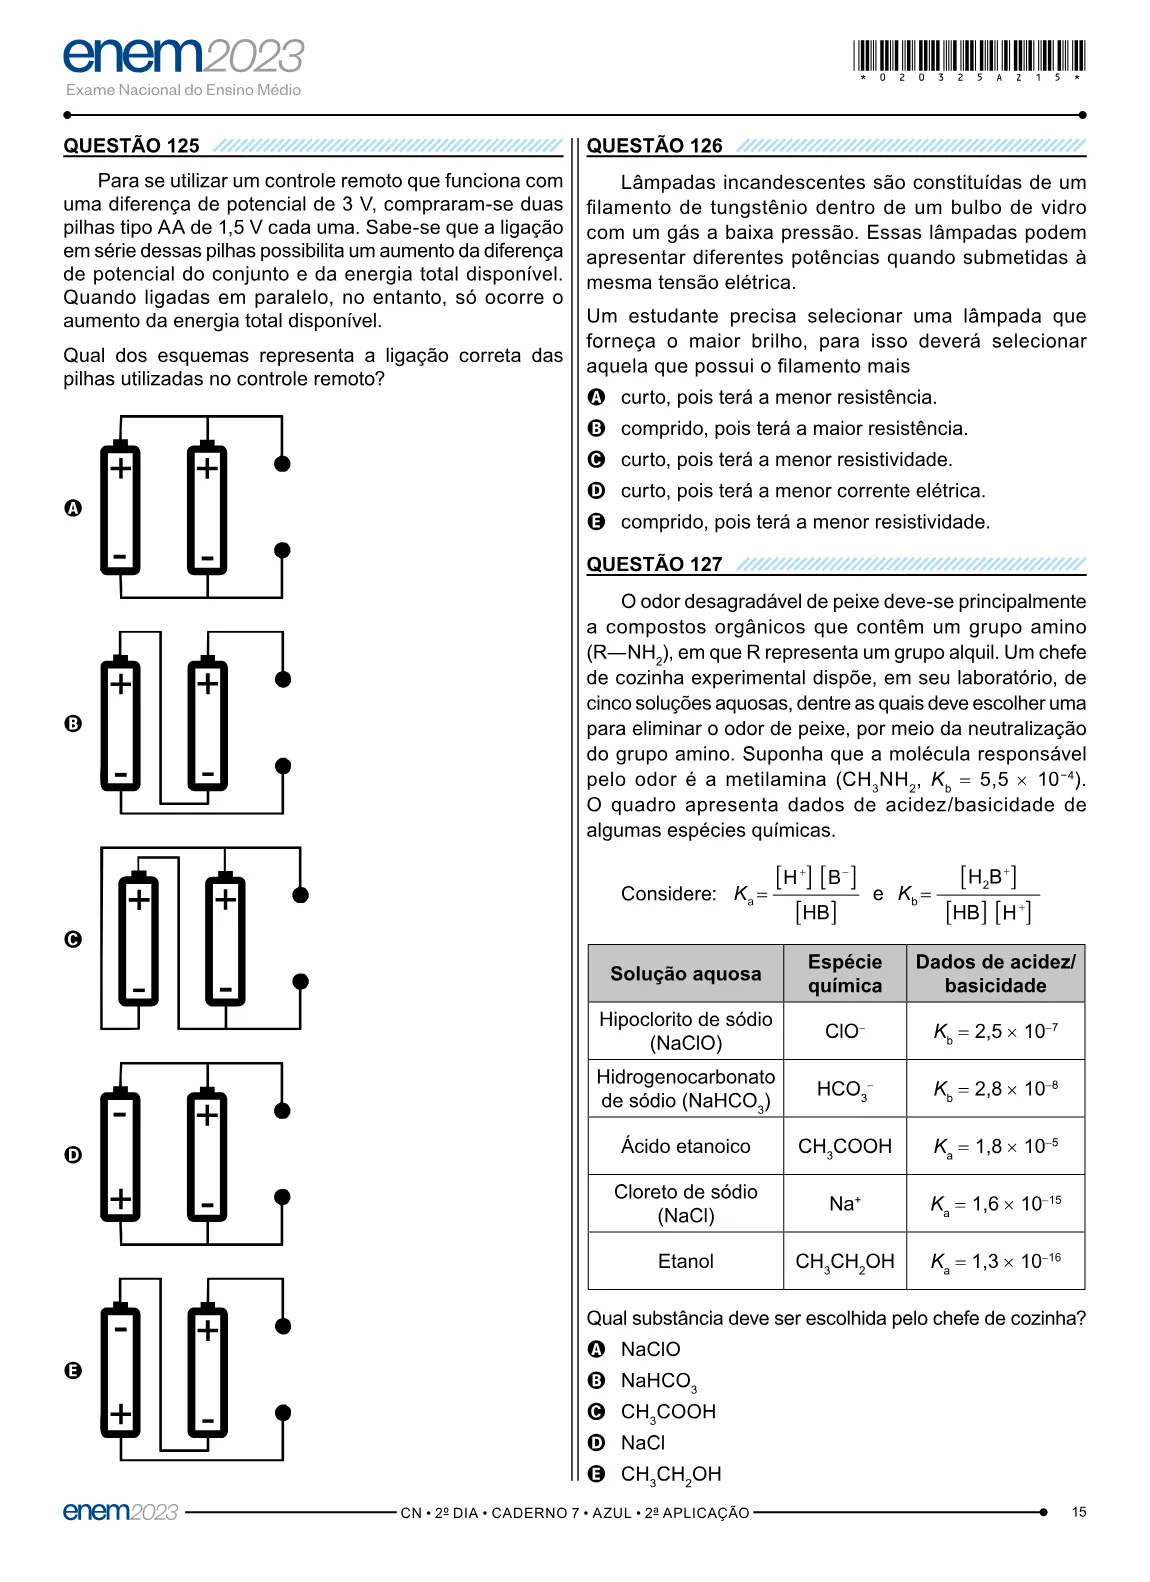 enem2023
Exame Nacional do Ensino Médio
*020325AZ15*
QUESTÃO 125
Para se utilizar um controle remoto que funciona com
uma diferença de potencial de 3 V, compraram-se duas
pilhas tipo AA de 1,5 V cada uma. Sabe-se que a ligação
em série dessas pilhas possibilita um aumento da diferença
de potencial do conjunto e da energia total disponível.
Quando ligadas em paralelo, no entanto, só ocorre o
aumento da energia total disponível.
Qual dos esquemas representa a ligação correta das
pilhas utilizadas no controle remoto?
A
+ +
- -
B
+ +
- -
C
+ +
- -
D
- +
+ -
E
- +
+ -
QUESTÃO 126
Lâmpadas incandescentes são constituídas de um
filamento de tungstênio dentro de um bulbo de vidro
com um gás a baixa pressão. Essas lâmpadas podem
apresentar diferentes potências quando submetidas à
mesma tensão elétrica.
Um estudante precisa selecionar uma lâmpada que
forneça o maior brilho, para isso deverá selecionar
aquela que possui o filamento mais
A curto, pois terá a menor resistência.
B comprido, pois terá a maior resistência.
C curto, pois terá a menor resistividade.
D curto, pois terá a menor corrente elétrica.
E comprido, pois terá a menor resistividade.
QUESTÃO 127
O odor desagradável de peixe deve-se principalmente
a compostos orgânicos que contêm um grupo amino
(R—NH₂), em que R representa um grupo alquil. Um chefe
de cozinha experimental dispõe, em seu laboratório, de
cinco soluções aquosas, dentre as quais deve escolher uma
para eliminar o odor de peixe, por meio da neutralização
do grupo amino. Suponha que a molécula responsável
pelo odor é a metilamina (CH₃NH₂, K_b = 5,5 × 10⁻⁴).
O quadro apresenta dados de acidez/basicidade de
algumas espécies químicas.
Considere: K_a = [H⁺] [B⁻] / [HB] e K_b = [H₂B⁺] / [HB] [H⁺]
Solução aquosa | Espécie química | Dados de acidez/ basicidade
Hipoclorito de sódio (NaClO) | ClO⁻ | K_b = 2,5 × 10⁻⁷
Hidrogenocarbonato de sódio (NaHCO₃) | HCO₃⁻ | K_b = 2,8 × 10⁻⁸
Ácido etanoico | CH₃COOH | K_a = 1,8 × 10⁻⁵
Cloreto de sódio (NaCl) | Na⁺ | K_a = 1,6 × 10⁻¹⁵
Etanol | CH₃CH₂OH | K_a = 1,3 × 10⁻¹⁶
Qual substância deve ser escolhida pelo chefe de cozinha?
A NaClO
B NaHCO₃
C CH₃COOH
D NaCl
E CH₃CH₂OH
enem2023
CN • 2º DIA • CADERNO 7 • AZUL • 2ª APLICAÇÃO
15